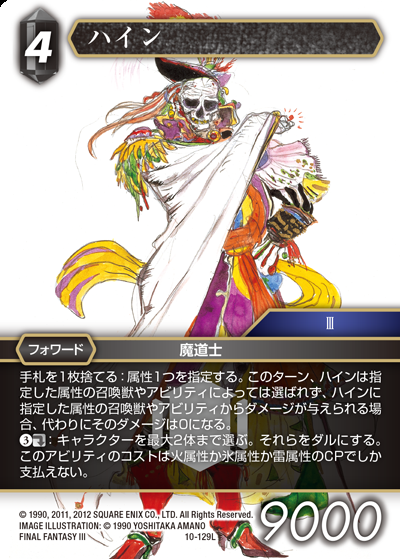 4
ハイン
Ⅲ
フォワード
魔道士
手札を1枚捨てる：属性1つを指定する。このターン、ハインは指
定した属性の召喚獣やアビリティによっては選ばれず、ハインに
指定した属性の召喚獣やアビリティからダメージが与えられる場
合、代わりにそのダメージは0になる。
3：キャラクターを最大2体まで選ぶ。それらをダルにする。
このアビリティのコストは火属性か氷属性か雷属性のCPでしか
支払えない。
© 1990, 2011, 2012 SQUARE ENIX CO., LTD. All Rights Reserved.
IMAGE ILLUSTRATION: © 1990 YOSHITAKA AMANO
FINAL FANTASY III 10-129L
9000